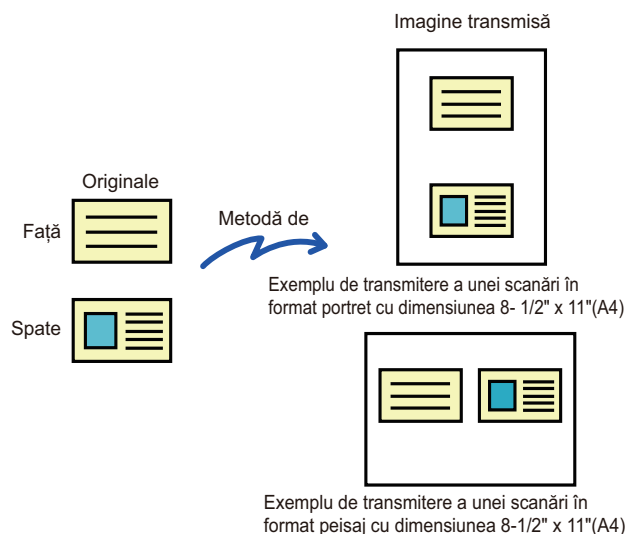 Imagine transmisă
Originale
Față
Metodă de
Spate
Exemplu de transmitere a unei scanări în
format portret cu dimensiunea 8- 1/2" x 11"(A4)
Exemplu de transmitere a unei scanări în
format peisaj cu dimensiunea 8-1/2" x 11"(A4)